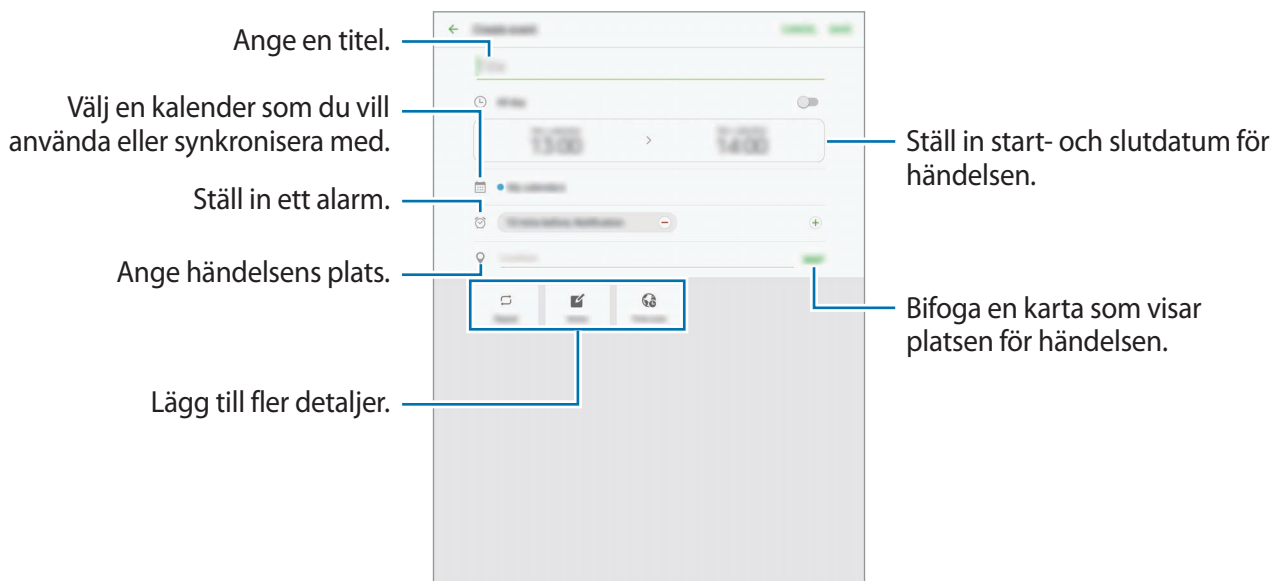 Ange en titel.
Välj en kalender som du vill
använda eller synkronisera med.
Ställ in ett alarm.
Ange händelsens plats.
Lägg till fler detaljer.
Ställ in start- och slutdatum för
händelsen.
Bifoga en karta som visar
platsen för händelsen.
13:00
14:00